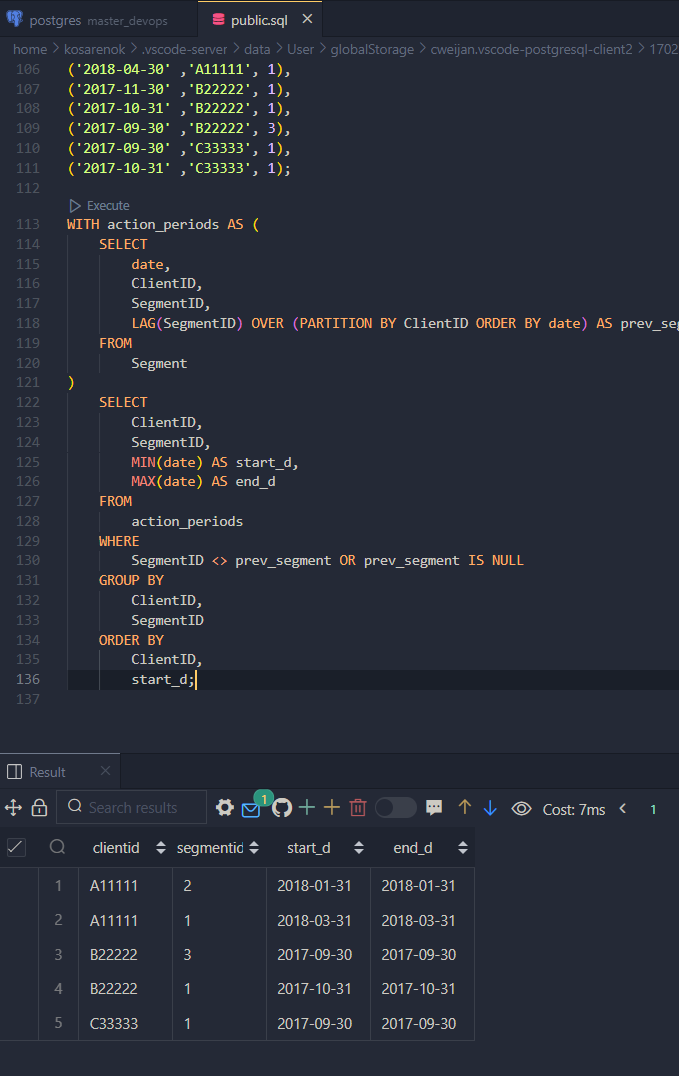 postgres master_devops public.sql
home > kosarenok > .vscode-server > data > User > globalStorage > cweijan.vscode-postgresql-client2 > 1702
106 ('2018-04-30' ,'A11111', 1),
107 ('2017-11-30' ,'B22222', 1),
108 ('2017-10-31' ,'B22222', 1),
109 ('2017-09-30' ,'B22222', 3),
110 ('2017-09-30' ,'C33333', 1),
111 ('2017-10-31' ,'C33333', 1);
112
Execute
113 WITH action_periods AS (
114 SELECT
115 date,
116 ClientID,
117 SegmentID,
118 LAG(SegmentID) OVER (PARTITION BY ClientID ORDER BY date) AS prev_seg
119 FROM
120 Segment
121 )
122 SELECT
123 ClientID,
124 SegmentID,
125 MIN(date) AS start_d,
126 MAX(date) AS end_d
127 FROM
128 action_periods
129 WHERE
130 SegmentID <> prev_segment OR prev_segment IS NULL
131 GROUP BY
132 ClientID,
133 SegmentID
134 ORDER BY
135 ClientID,
136 start_d;
137
Result
Search results 1 Cost: 7ms < 1
clientid segmentid start_d end_d
1 A11111 2 2018-01-31 2018-01-31
2 A11111 1 2018-03-31 2018-03-31
3 B22222 3 2017-09-30 2017-09-30
4 B22222 1 2017-10-31 2017-10-31
5 C33333 1 2017-09-30 2017-09-30